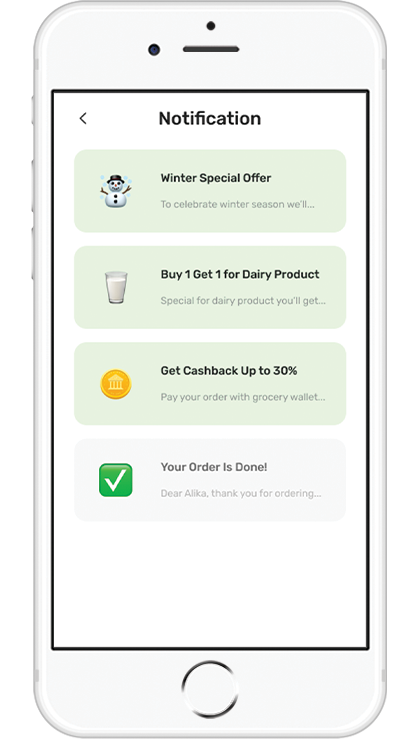 Notification
Winter Special Offer
To celebrate winter season we'll...
Buy 1 Get 1 for Dairy Product
Special for dairy product you'll get...
Get Cashback Up to 30%
Pay your order with grocery wallet...
Your Order Is Done!
Dear Alika, thank you for ordering...